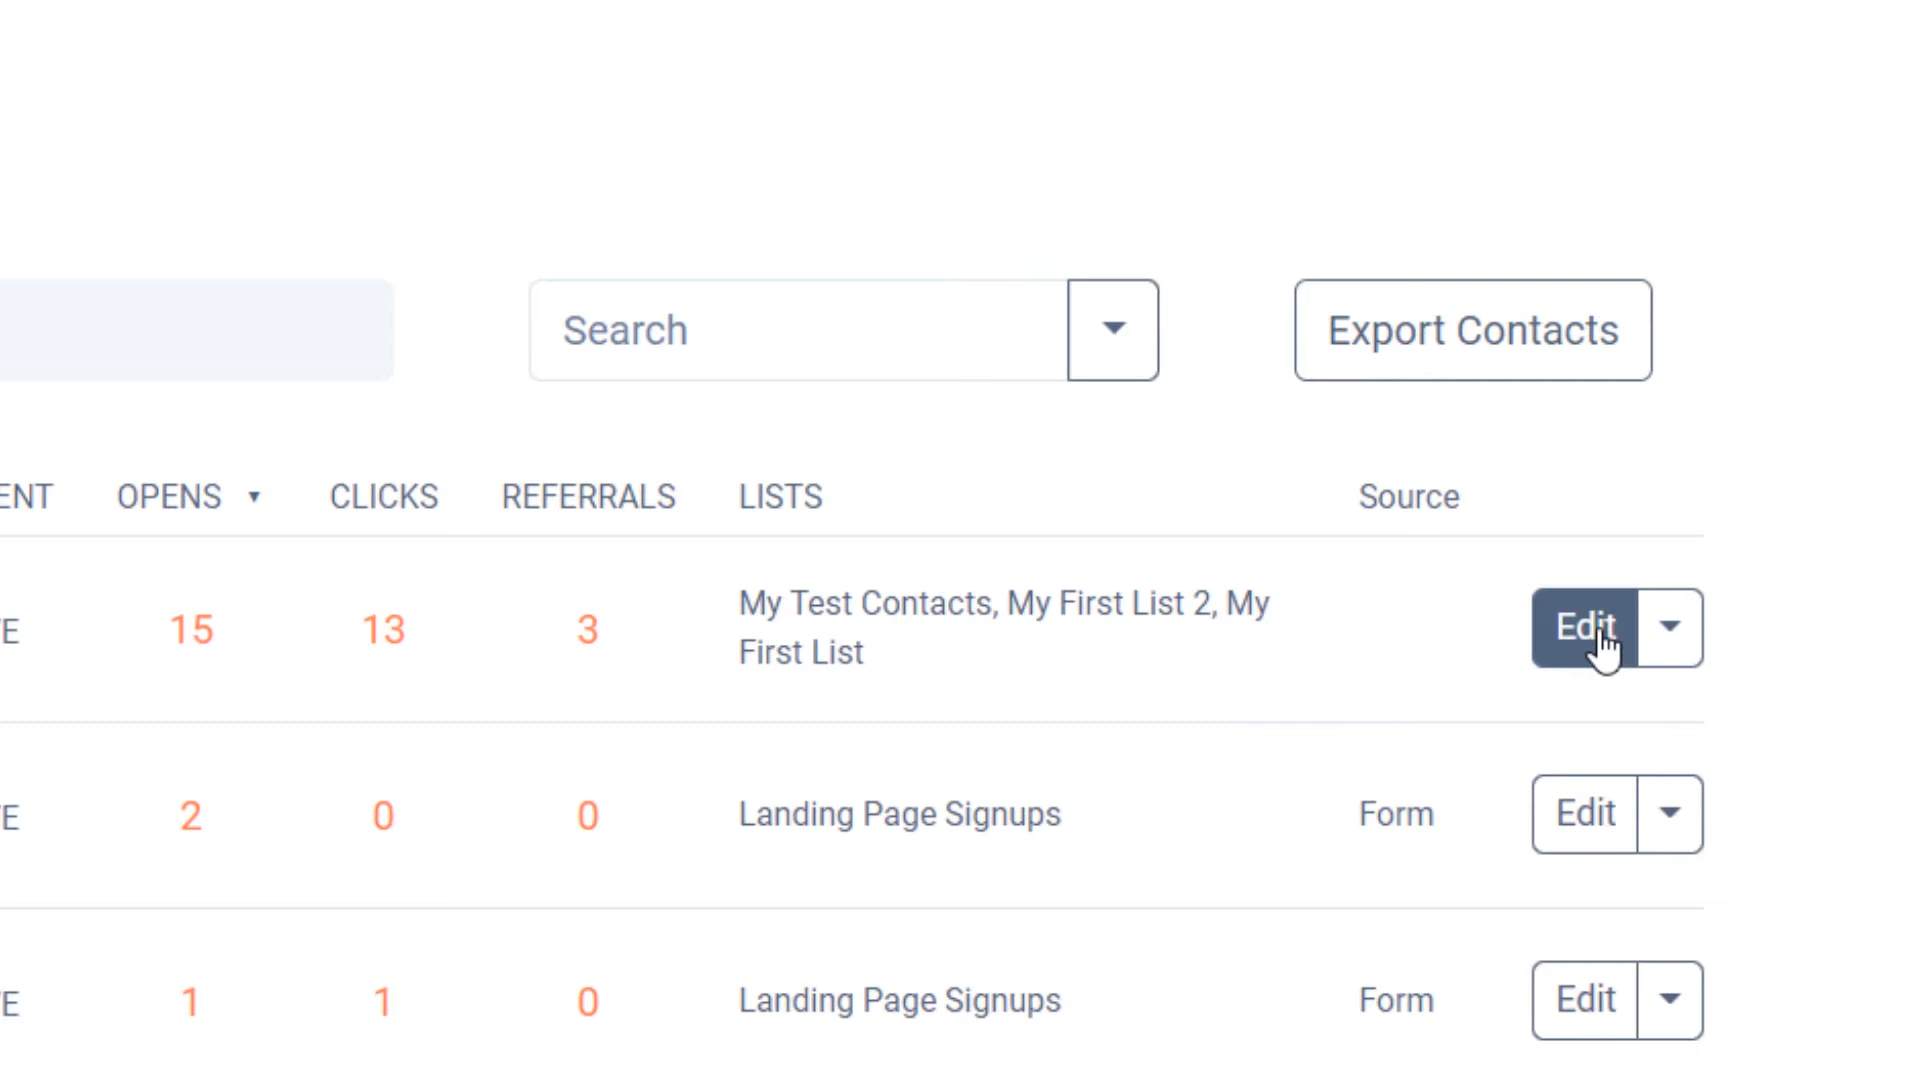 Search
Export Contacts
ENT OPENS ▼ CLICKS REFERRALS LISTS Source
E 15 13 3 My Test Contacts, My First List 2, My
First List
Edit
E 2 0 0 Landing Page Signups Form Edit
E 1 1 0 Landing Page Signups Form Edit